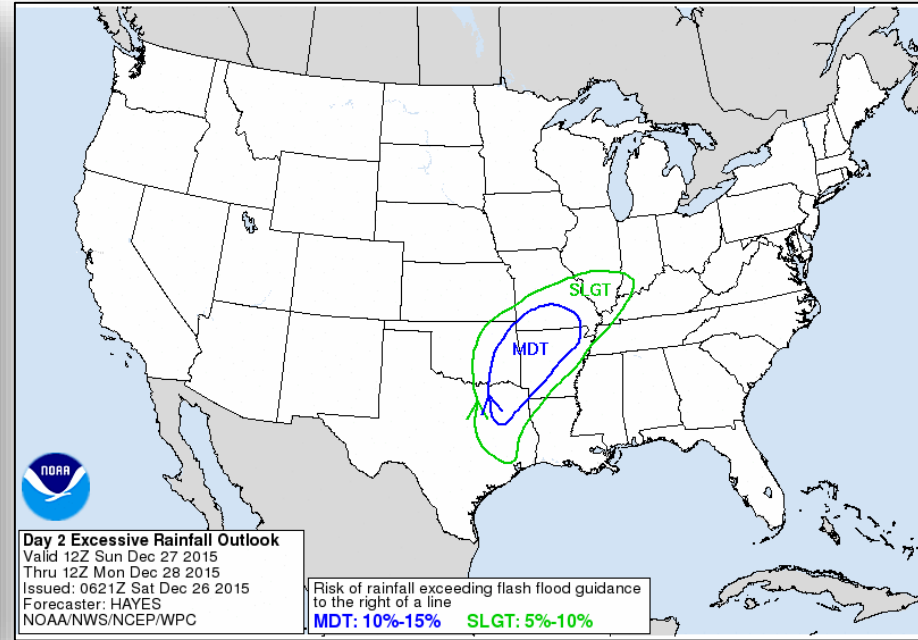 SLGT
MDT
NOAA
Day 2 Excessive Rainfall Outlook
Valid 12Z Sun Dec 27 2015
Thru 12Z Mon Dec 28 2015
Issued: 0621Z Sat Dec 26 2015
Forecaster: HAYES
NOAA/NWS/NCEP/WPC
Risk of rainfall exceeding flash flood guidance
to the right of a line
MDT: 10%-15% SLGT: 5%-10%